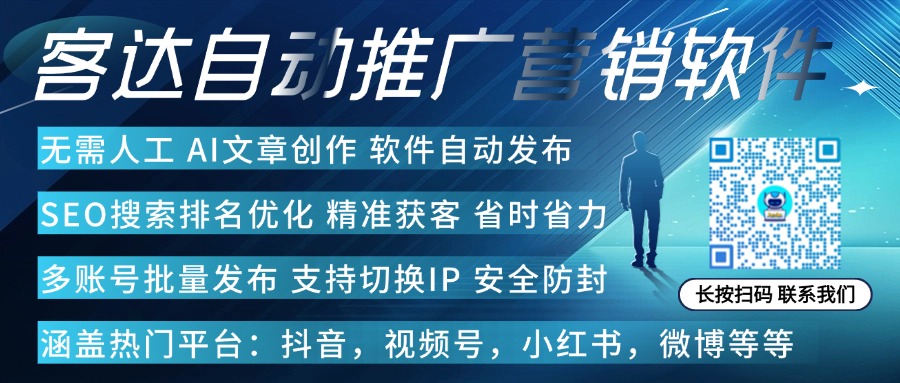 客达自动推广营销软件
无需人工 AI文章创作 软件自动发布
SEO搜索排名优化 精准获客 省时省力
多账号批量发布 支持切换IP 安全防封
长按扫码 联系我们
涵盖热门平台：抖音，视频号，小红书，微博等等